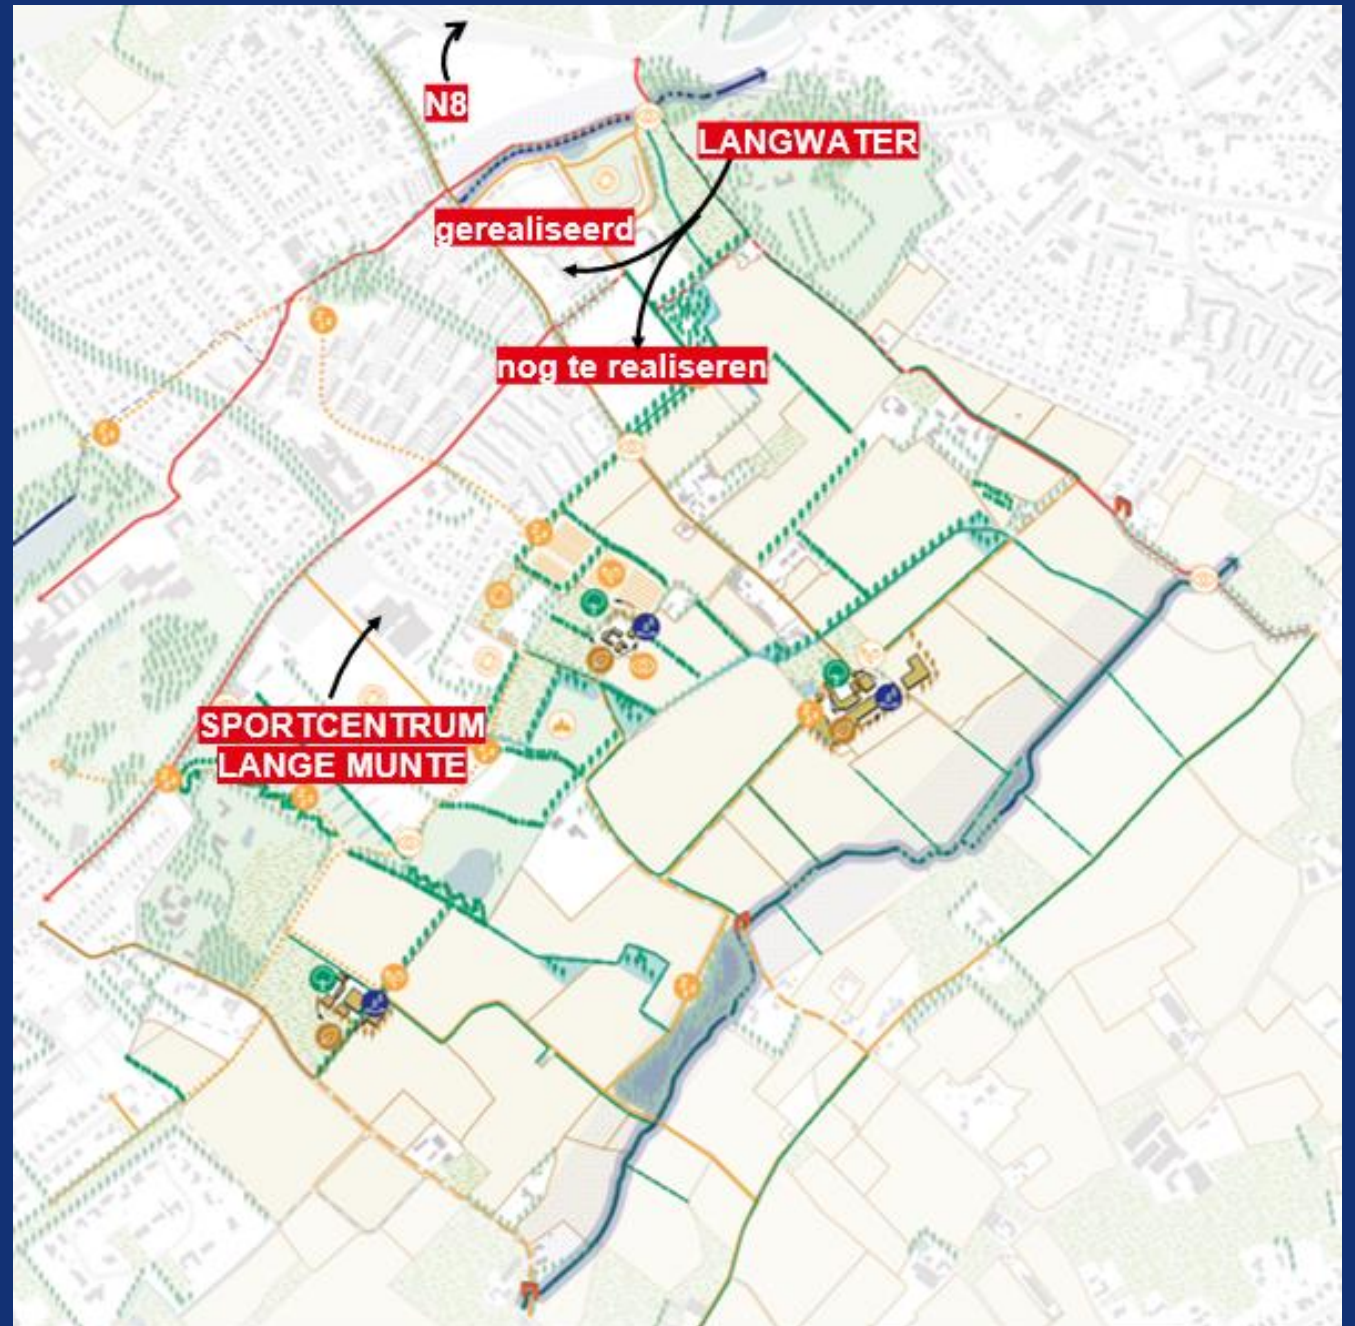 N8
LANGWATER
gerealiseerd
nog te realiseren
SPORTCENTRUM
LANGE MUNTE